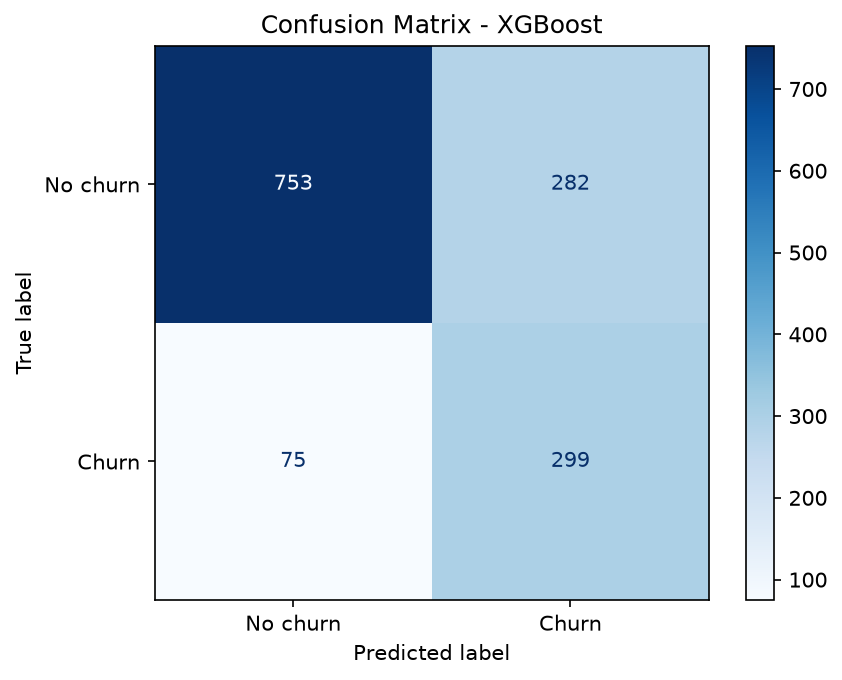 Confusion Matrix - XGBoost
No churn
Churn
True label
753
282
75
299
No churn
Churn
Predicted label
700
600
500
400
300
200
100